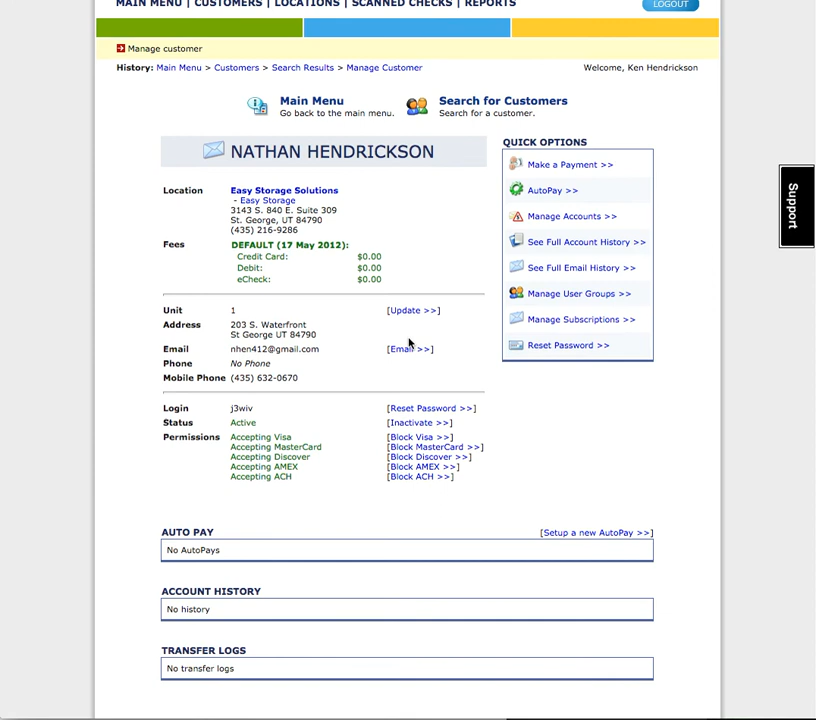 MAIN MENU | CUSTOMERS | LOCATIONS | SCANNED CHECKS | REPORTS
LOGOUT
Manage customer
History: Main Menu > Customers > Search Results > Manage Customer
Welcome, Ken Hendrickson
Main Menu
Go back to the main menu.
Search for Customers
Search for a customer.
NATHAN HENDRICKSON
Location Easy Storage Solutions
- Easy Storage
3143 S. 840 E. Suite 309
St. George, UT 84790
(435) 216-9286
Fees DEFAULT (17 May 2012):
Credit Card: $0.00
Debit: $0.00
eCheck: $0.00
Unit 1 [Update >>]
Address 203 S. Waterfront
St George UT 84790
Email nhen412@gmail.com [Email >>]
Phone No Phone
Mobile Phone (435) 632-0670
Login j3wiv [Reset Password >>]
Status Active [Inactivate >>]
Permissions Accepting Visa [Block Visa >>]
Accepting MasterCard [Block MasterCard >>]
Accepting Discover [Block Discover >>]
Accepting AMEX [Block AMEX >>]
Accepting ACH [Block ACH >>]
QUICK OPTIONS
Make a Payment >>
AutoPay >>
Manage Accounts >>
See Full Account History >>
See Full Email History >>
Manage User Groups >>
Manage Subscriptions >>
Reset Password >>
Support
AUTO PAY [Setup a new AutoPay >>]
No AutoPays
ACCOUNT HISTORY
No history
TRANSFER LOGS
No transfer logs